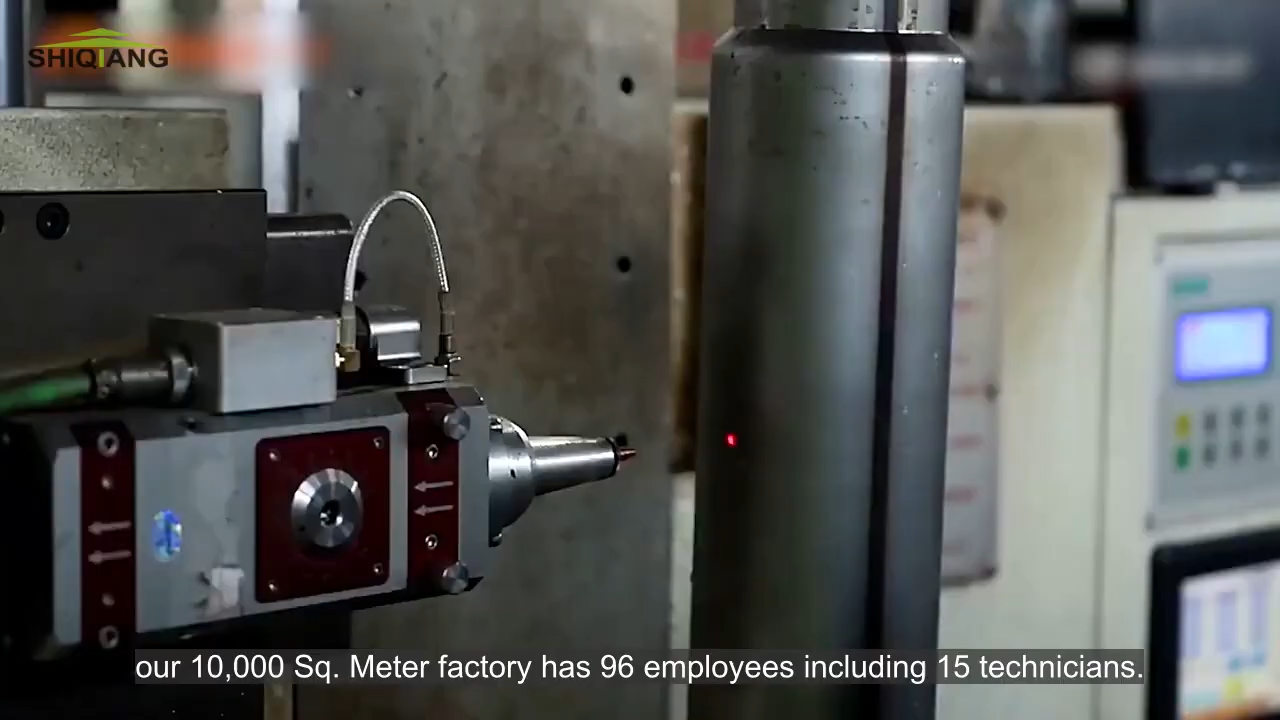 SHIQIANG
our 10,000 Sq. Meter factory has 96 employees including 15 technicians.